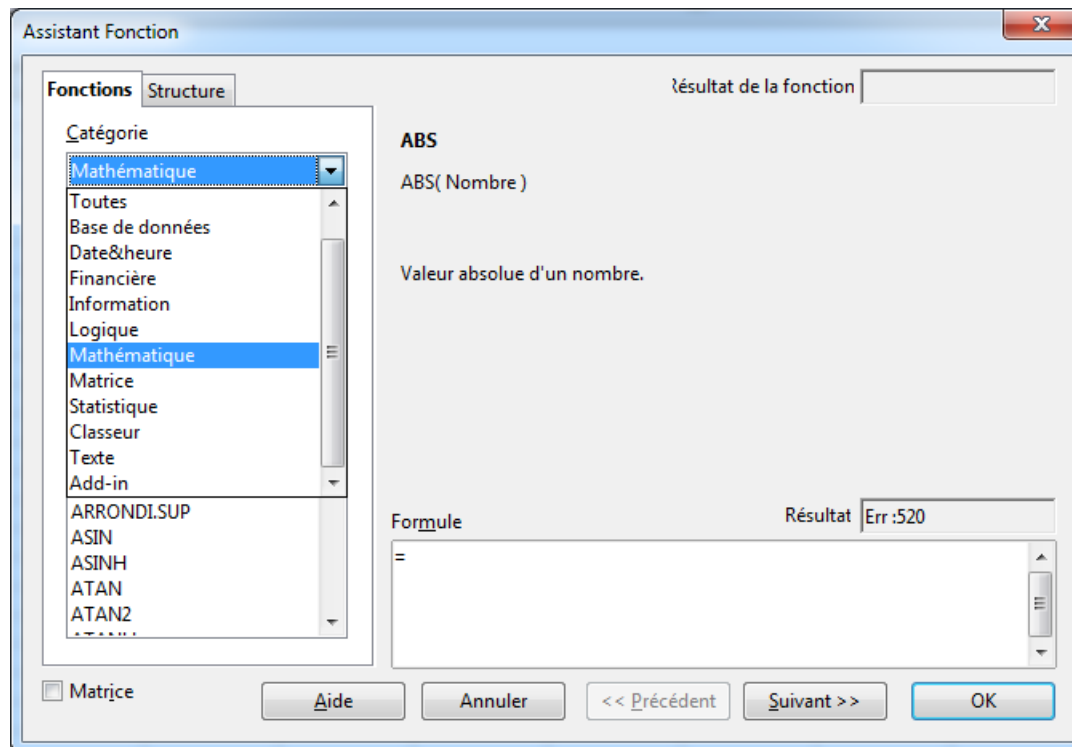 Assistant Fonction
Fonctions Structure
Résultat de la fonction
Catégorie
Mathématique
Toutes
Base de données
Date&heure
Financière
Information
Logique
Mathématique
Matrice
Statistique
Classeur
Texte
Add-in
ARRONDI.SUP
ASIN
ASINH
ATAN
ATAN2
ABS
ABS( Nombre )
Valeur absolue d'un nombre.
Formule
Résultat Err :520
=
Matrice
Aide
Annuler
<< Précédent
Suivant >>
OK